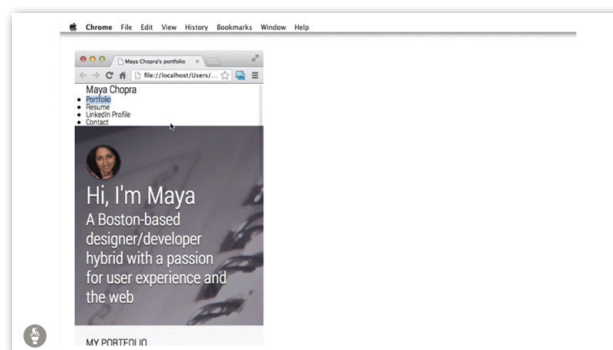 Chrome File Edit View History Bookmarks Window Help
Maya Chopra's portfolio
file://localhost/Users/...
Maya Chopra
Portfolio
Resume
LinkedIn Profile
Contact
Hi, I'm Maya
A Boston-based
designer/developer
hybrid with a passion
for user experience and
the web
MY PORTFOLIO